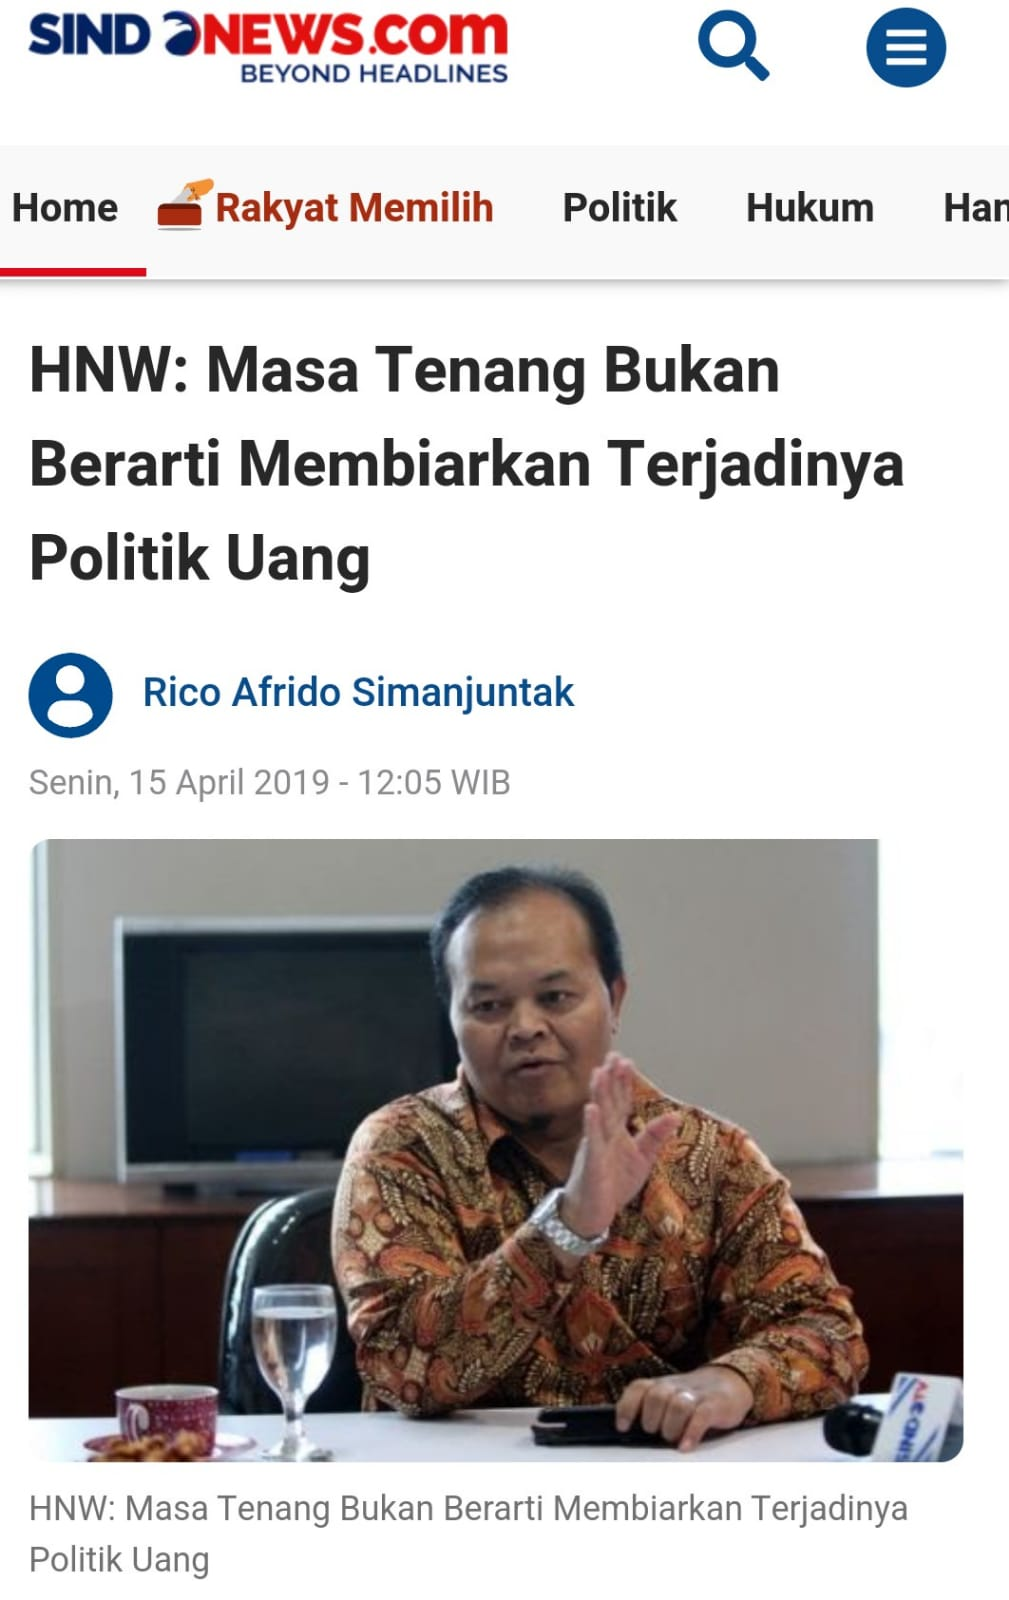 SINDONEWS.com
BEYOND HEADLINES
Home Rakyat Memilih Politik Hukum Han
HNW: Masa Tenang Bukan
Berarti Membiarkan Terjadinya
Politik Uang
Rico Afrido Simanjuntak
Senin, 15 April 2019 - 12:05 WIB
HNW: Masa Tenang Bukan Berarti Membiarkan Terjadinya
Politik Uang